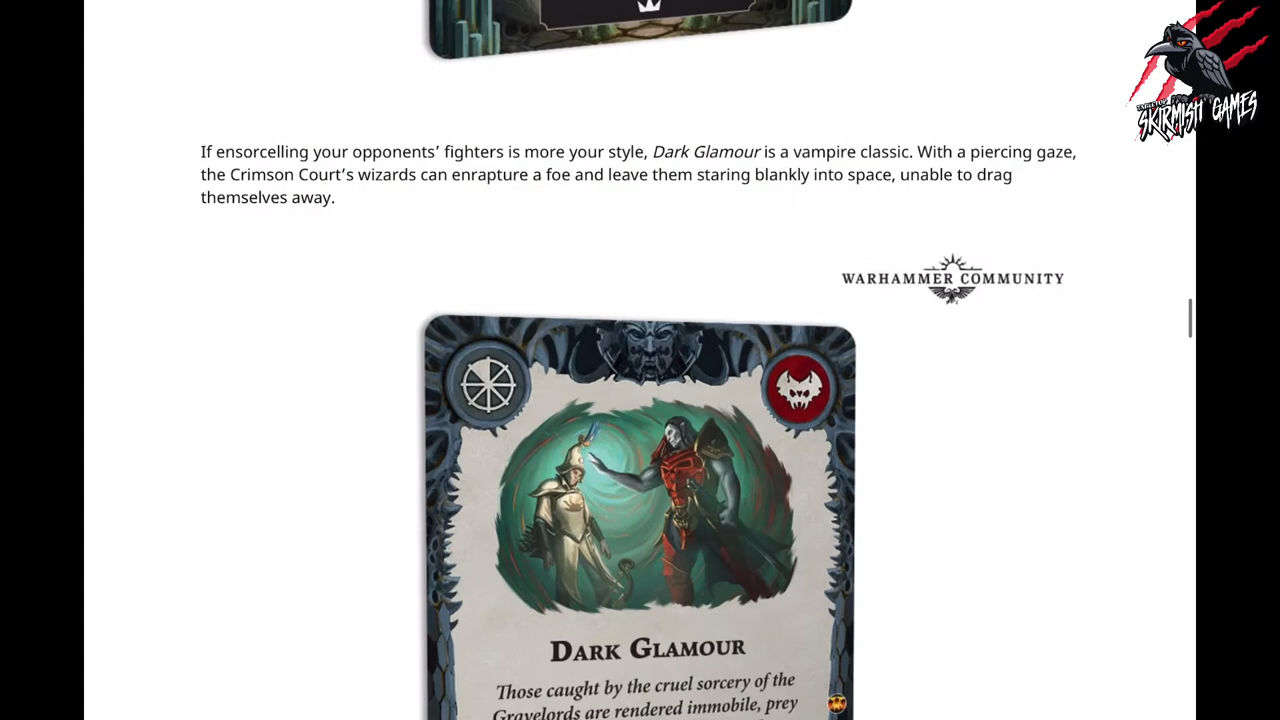 TABLETOP
SKIRMISH GAMES
If ensorcelling your opponents’ fighters is more your style, Dark Glamour is a vampire classic. With a piercing gaze,
the Crimson Court’s wizards can enrapture a foe and leave them staring blankly into space, unable to drag
themselves away.
WARHAMMER COMMUNITY
DARK GLAMOUR
Those caught by the cruel sorcery of the
Gravelords are rendered immobile, prey